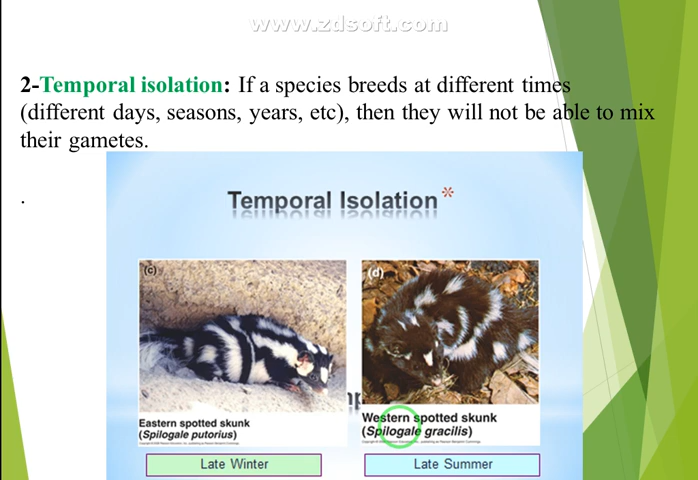 www.zdsoft.com
2-Temporal isolation: If a species breeds at different times
(different days, seasons, years, etc), then they will not be able to mix
their gametes.
.
Temporal Isolation*
(c)
(d)
Eastern spotted skunk
(Spilogale putorius)
Western spotted skunk
(Spilogale gracilis)
Late Winter
Late Summer